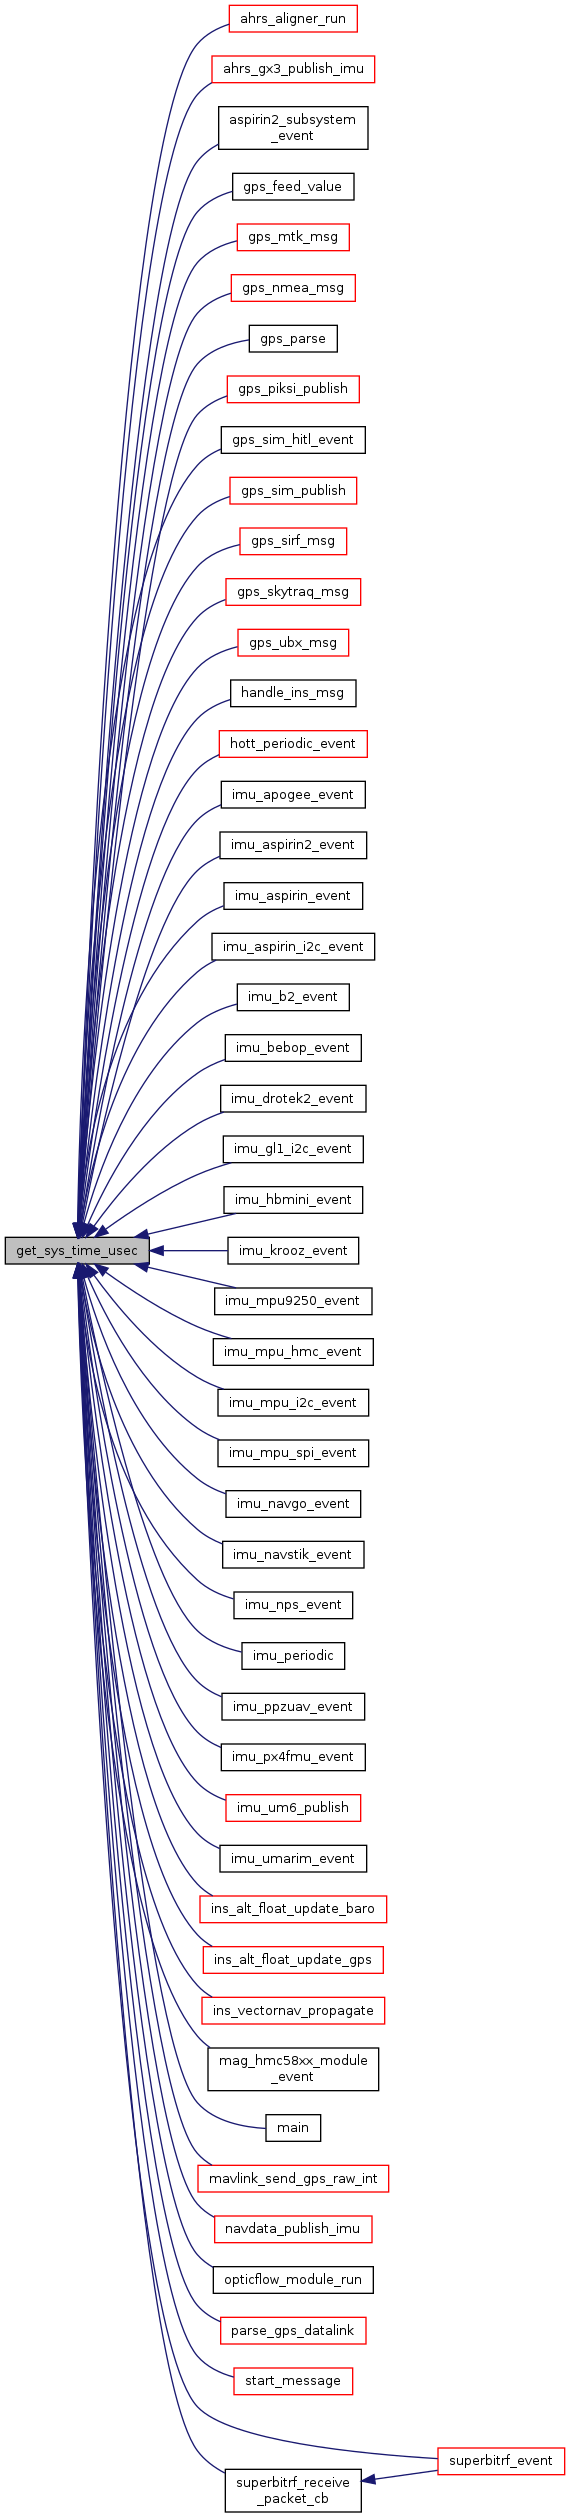 ahrs_aligner_run
ahrs_gx3_publish_imu
aspirin2_subsystem
_event
gps_feed_value
gps_mtk_msg
gps_nmea_msg
gps_parse
gps_piksi_publish
gps_sim_hitl_event
gps_sim_publish
gps_sirf_msg
gps_skytraq_msg
gps_ubx_msg
handle_ins_msg
hott_periodic_event
imu_apogee_event
imu_aspirin2_event
imu_aspirin_event
imu_aspirin_i2c_event
imu_b2_event
imu_bebop_event
imu_drotek2_event
imu_gl1_i2c_event
imu_hbmini_event
get_sys_time_usec
imu_krooz_event
imu_mpu9250_event
imu_mpu_hmc_event
imu_mpu_i2c_event
imu_mpu_spi_event
imu_navgo_event
imu_navstik_event
imu_nps_event
imu_periodic
imu_ppzuav_event
imu_px4fmu_event
imu_um6_publish
imu_umarim_event
ins_alt_float_update_baro
ins_alt_float_update_gps
ins_vectornav_propagate
mag_hmc58xx_module
_event
main
mavlink_send_gps_raw_int
navdata_publish_imu
opticflow_module_run
parse_gps_datalink
start_message
superbitrf_event
superbitrf_receive
_packet_cb